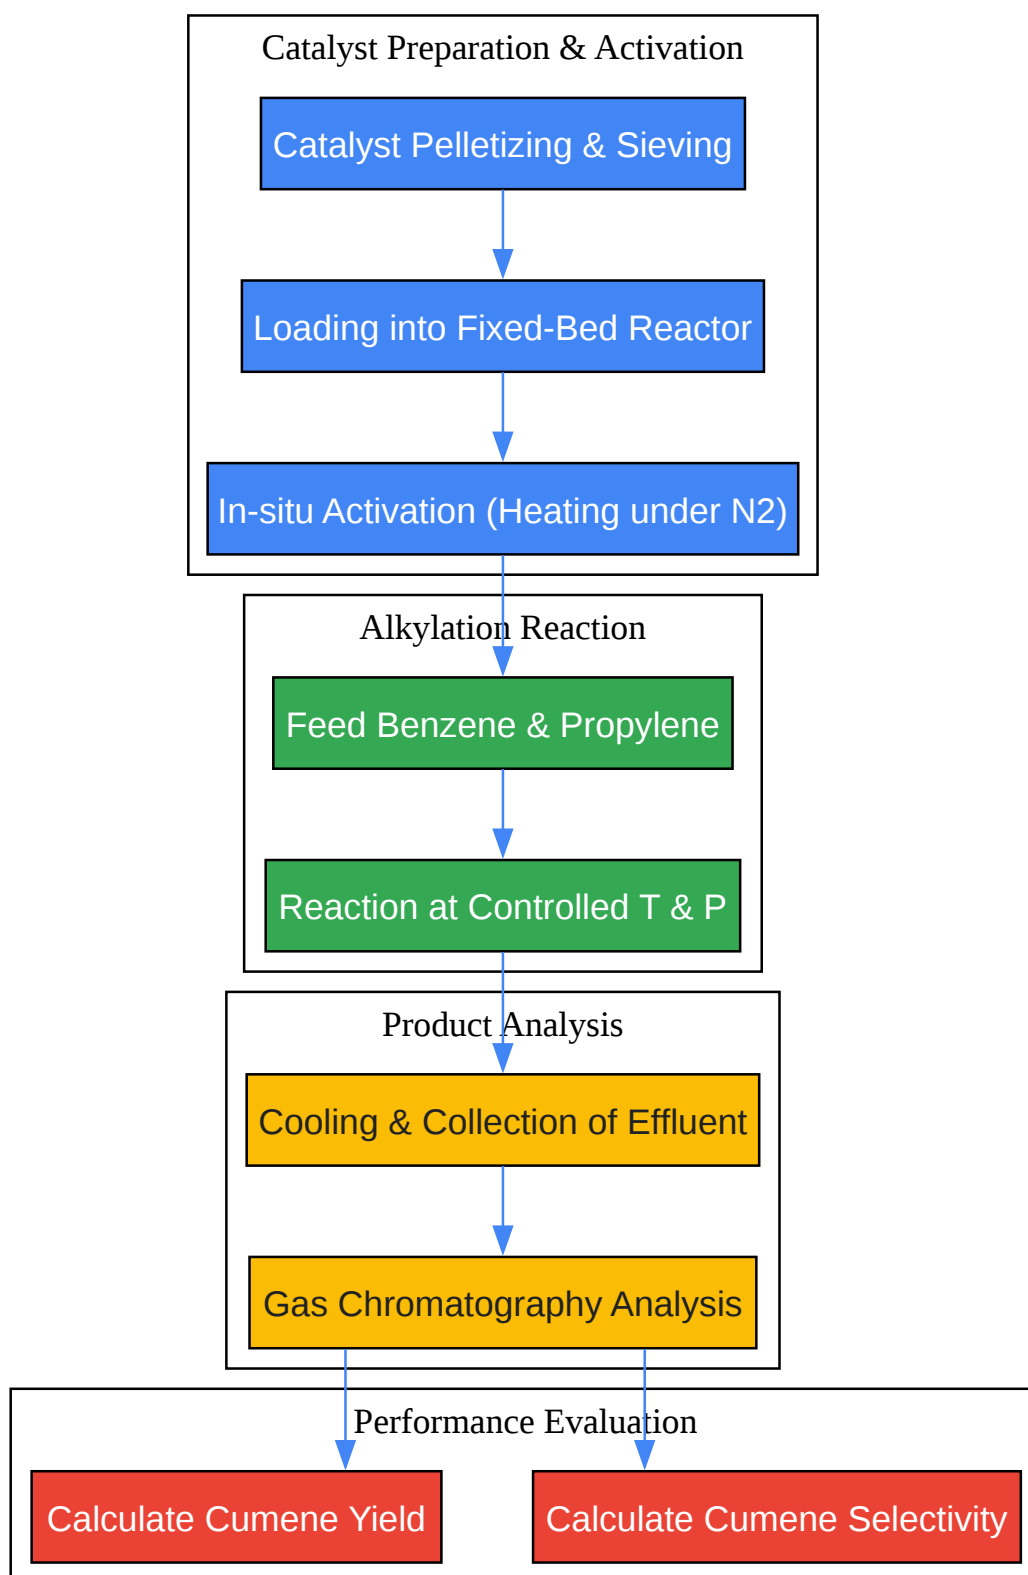 Catalyst Preparation & Activation
Catalyst Pelletizing & Sieving
Loading into Fixed-Bed Reactor
In-situ Activation (Heating under N2)
Alkylation Reaction
Feed Benzene & Propylene
Reaction at Controlled T & P
Product Analysis
Cooling & Collection of Effluent
Gas Chromatography Analysis
Performance Evaluation
Calculate Cumene Yield
Calculate Cumene Selectivity